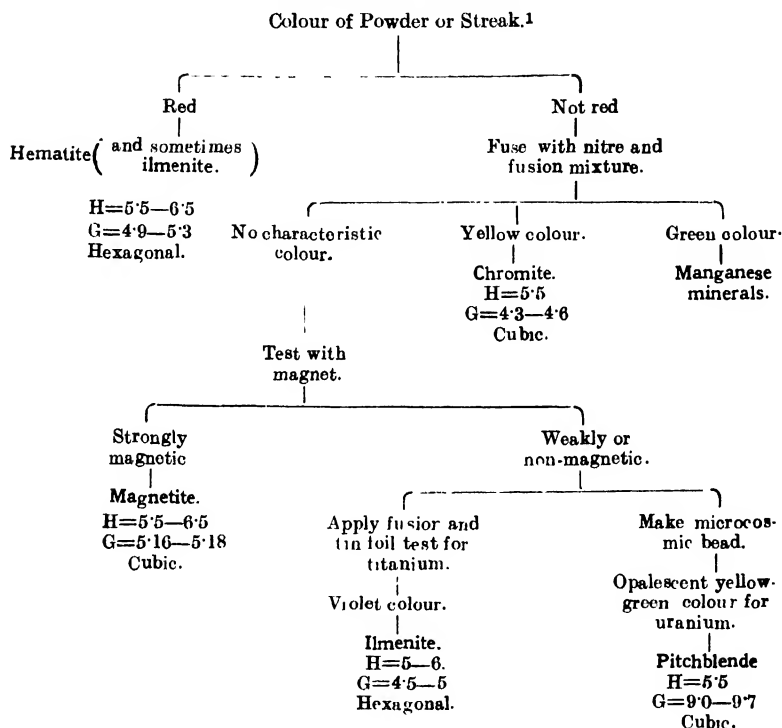 Colour of Powder or Streak.1
Red
Not red
Hematite ( and sometimes
ilmenite. )
Fuse with nitre and
fusion mixture.
H=5·5—6·5
G=4·9—5·3
Hexagonal.
No characteristic
colour.
Yellow colour.
Chromite.
H=5·5
G=4·3—4·6
Cubic.
Green colour.
Manganese
minerals.
Test with
magnet.
Strongly
magnetic
Magnetite.
H=5·5—6·5
G=5·16—5·18
Cubic.
Weakly or
non-magnetic.
Apply fusior and
tin foil test for
titanium.
Violet colour.
Ilmenite.
H=5—6.
G=4·5—5
Hexagonal.
Make microcos-
mic bead.
Opalescent yellow-
green colour for
uranium.
Pitchblende
H=5·5
G=9·0—9·7
Cubic.